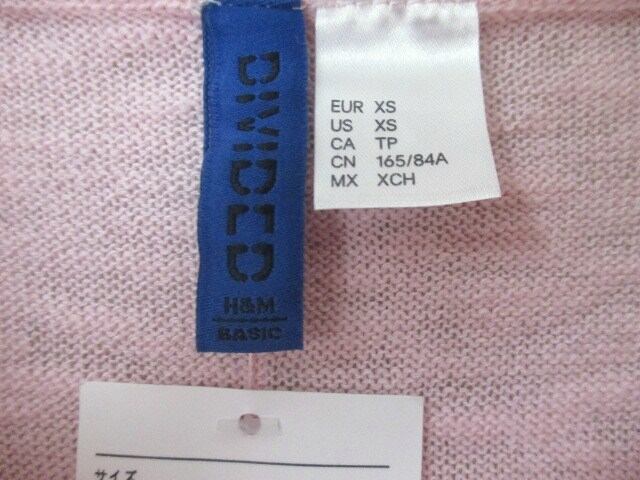 DIVIDED
H&M
BASIC
EUR XS
US XS
CA TP
CN 165/84A
MX XCH
サイズ